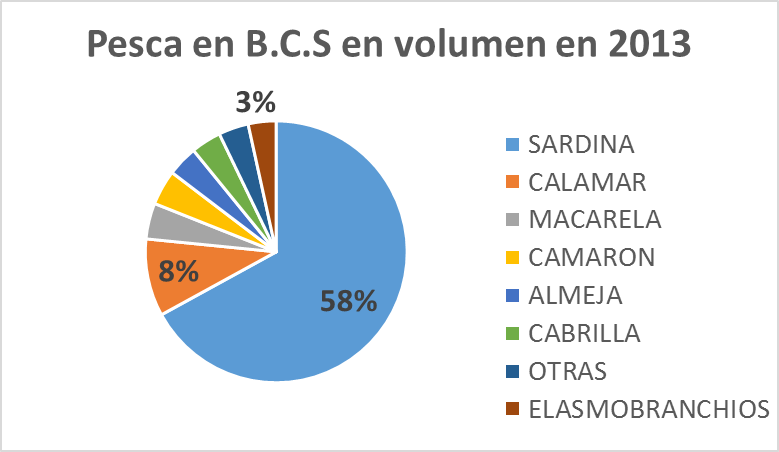 Pesca en B.C.S en volumen en 2013
3%
8%
58%
SARDINA
CALAMAR
MACARELA
CAMARON
ALMEJA
CABRILLA
OTRAS
ELASMOBRANCHIOS